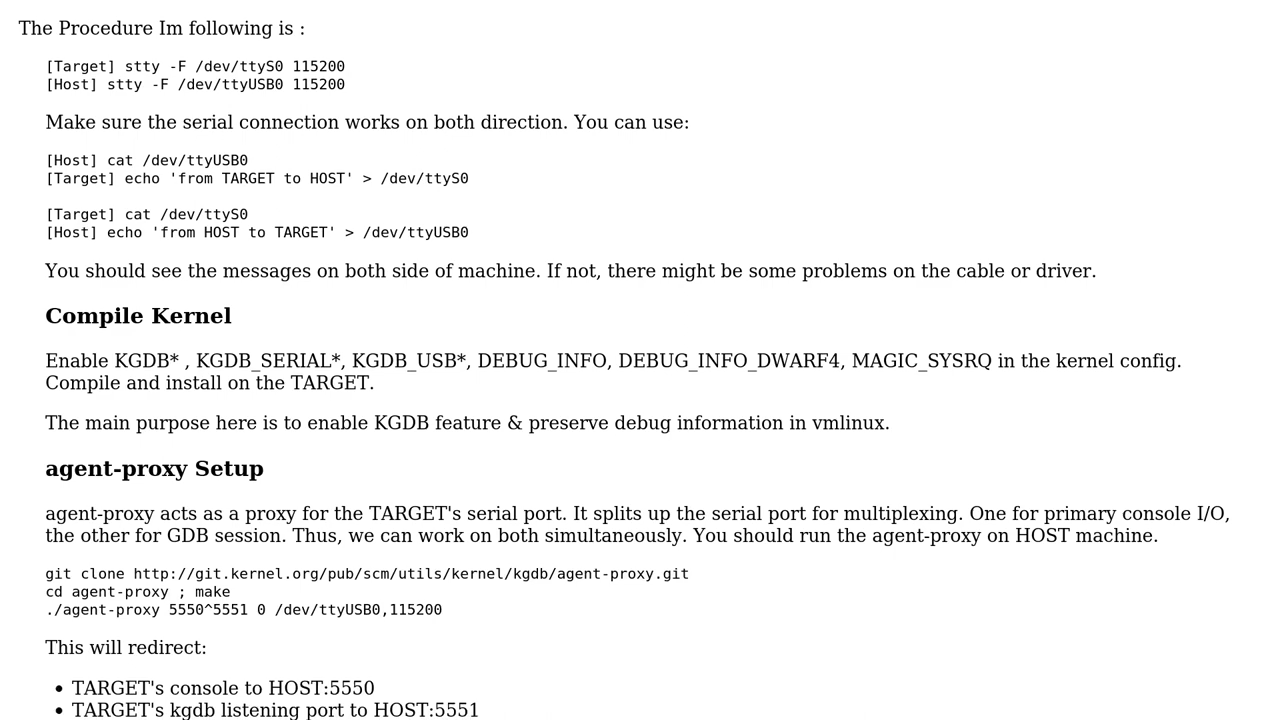 The Procedure Im following is :
[Target] stty -F /dev/ttyS0 115200
[Host] stty -F /dev/ttyUSB0 115200
Make sure the serial connection works on both direction. You can use:
[Host] cat /dev/ttyUSB0
[Target] echo 'from TARGET to HOST' > /dev/ttyS0
[Target] cat /dev/ttyS0
[Host] echo 'from HOST to TARGET' > /dev/ttyUSB0
You should see the messages on both side of machine. If not, there might be some problems on the cable or driver.
Compile Kernel
Enable KGDB* , KGDB_SERIAL*, KGDB_USB*, DEBUG_INFO, DEBUG_INFO_DWARF4, MAGIC_SYSRQ in the kernel config.
Compile and install on the TARGET.
The main purpose here is to enable KGDB feature & preserve debug information in vmlinux.
agent-proxy Setup
agent-proxy acts as a proxy for the TARGET's serial port. It splits up the serial port for multiplexing. One for primary console I/O,
the other for GDB session. Thus, we can work on both simultaneously. You should run the agent-proxy on HOST machine.
git clone http://git.kernel.org/pub/scm/utils/kernel/kgdb/agent-proxy.git
cd agent-proxy ; make
./agent-proxy 5550^5551 0 /dev/ttyUSB0,115200
This will redirect:
• TARGET's console to HOST:5550
• TARGET's kgdb listening port to HOST:5551